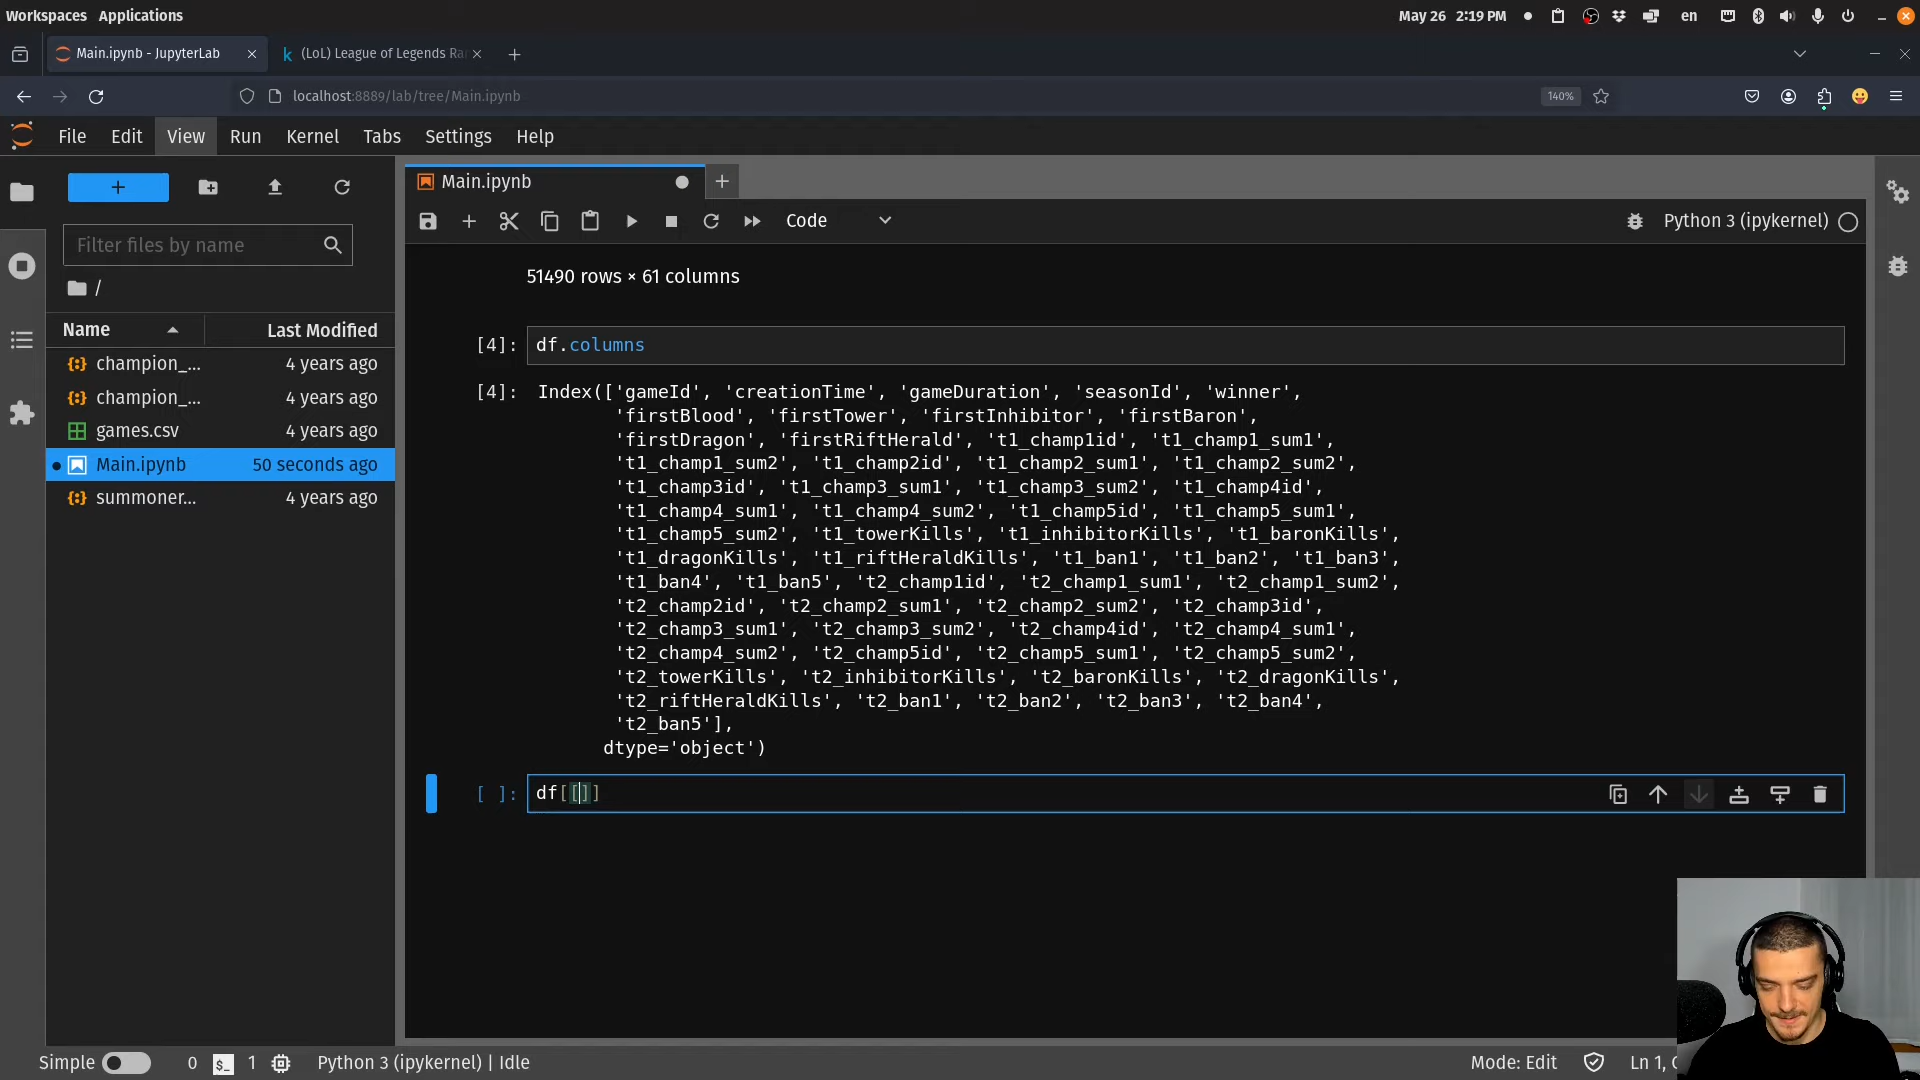 Workspaces Applications May 26 2:19 PM en
Main.ipynb - JupyterLab (LoL) League of Legends Ra
localhost:8889/lab/tree/Main.ipynb 140%
File Edit View Run Kernel Tabs Settings Help
Main.ipynb
Code Python 3 (ipykernel)
Filter files by name
/
Name Last Modified
champion_... 4 years ago
champion_... 4 years ago
games.csv 4 years ago
Main.ipynb 50 seconds ago
summoner... 4 years ago
51490 rows × 61 columns
[4]: df.columns
[4]: Index(['gameId', 'creationTime', 'gameDuration', 'seasonId', 'winner',
'firstBlood', 'firstTower', 'firstInhibitor', 'firstBaron',
'firstDragon', 'firstRiftHerald', 't1_champ1id', 't1_champ1_sum1',
't1_champ1_sum2', 't1_champ2id', 't1_champ2_sum1', 't1_champ2_sum2',
't1_champ3id', 't1_champ3_sum1', 't1_champ3_sum2', 't1_champ4id',
't1_champ4_sum1', 't1_champ4_sum2', 't1_champ5id', 't1_champ5_sum1',
't1_champ5_sum2', 't1_towerKills', 't1_inhibitorKills', 't1_baronKills',
't1_dragonKills', 't1_riftHeraldKills', 't1_ban1', 't1_ban2', 't1_ban3',
't1_ban4', 't1_ban5', 't2_champ1id', 't2_champ1_sum1', 't2_champ1_sum2',
't2_champ2id', 't2_champ2_sum1', 't2_champ2_sum2', 't2_champ3id',
't2_champ3_sum1', 't2_champ3_sum2', 't2_champ4id', 't2_champ4_sum1',
't2_champ4_sum2', 't2_champ5id', 't2_champ5_sum1', 't2_champ5_sum2',
't2_towerKills', 't2_inhibitorKills', 't2_baronKills', 't2_dragonKills',
't2_riftHeraldKills', 't2_ban1', 't2_ban2', 't2_ban3', 't2_ban4',
't2_ban5'],
dtype='object')
[ ]: df[[]]
Simple 0 $_ 1 Python 3 (ipykernel) | Idle Mode: Edit Ln 1,